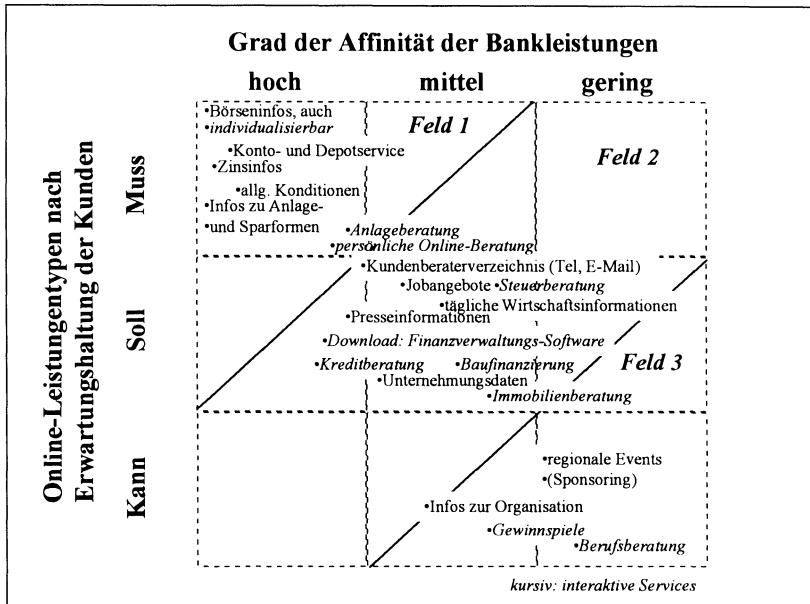 Grad der Affinität der Bankleistungen
hoch mittel gering
Online-Leistungentypen nach
Erwartungshaltung der Kunden
Muss
•Börseninfos, auch
•individualisierbar
Feld 1
Feld 2
•Konto- und Depotservice
•Zinsinfos
•allg. Konditionen
•Infos zu Anlage-
•und Sparformen
•Anlageberatung
•persönliche Online-Beratung
Soll
•Kundenberaterverzeichnis (Tel, E-Mail)
•Jobangebote •Steuerberatung
•tägliche Wirtschaftsinformationen
•Presseinformationen
•Download: Finanzverwaltungs-Software
•Kreditberatung •Baufinanzierung Feld 3
•Unternehmungsdaten
•Immobilienberatung
Kann
•regionale Events
•(Sponsoring)
•Infos zur Organisation
•Gewinnspiele
•Berufsberatung
kursiv: interaktive Services